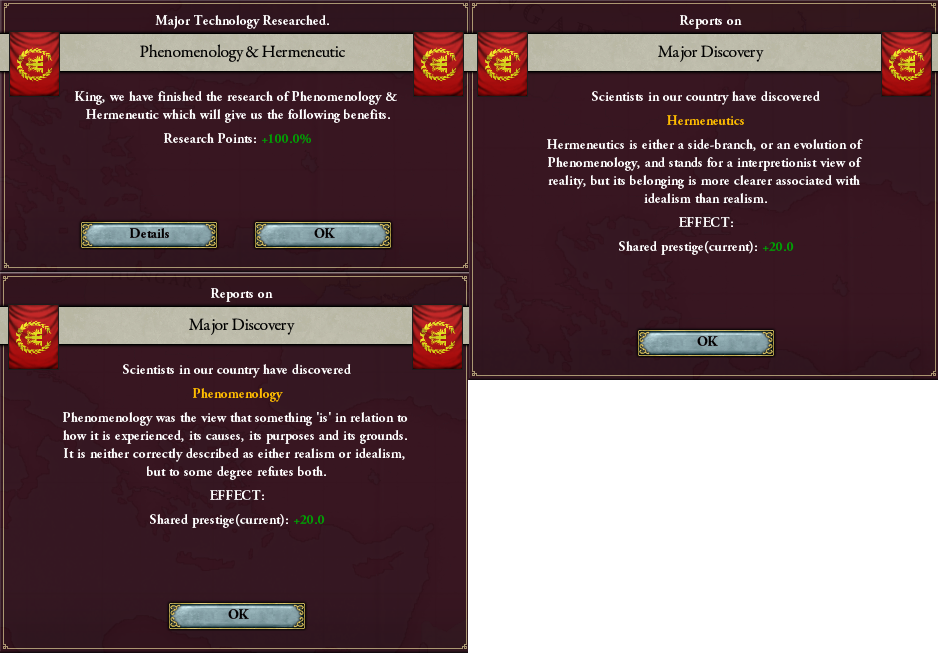 Major Technology Researched.
Phenomenology & Hermeneutic
King, we have finished the research of Phenomenology &
Hermeneutic which will give us the following benefits.
Research Points: +100.0%
Details
OK
Reports on
Major Discovery
Scientists in our country have discovered
Hermeneutics
Hermeneutics is either a side-branch, or an evolution of
Phenomenology, and stands for a interpretionist view of
reality, but its belonging is more clearer associated with
idealism than realism.
EFFECT:
Shared prestige(current): +20.0
OK
Reports on
Major Discovery
Scientists in our country have discovered
Phenomenology
Phenomenology was the view that something 'is' in relation to
how it is experienced, its causes, its purposes and its grounds.
It is neither correctly described as either realism or idealism,
but to some degree refutes both.
EFFECT:
Shared prestige(current): +20.0
OK